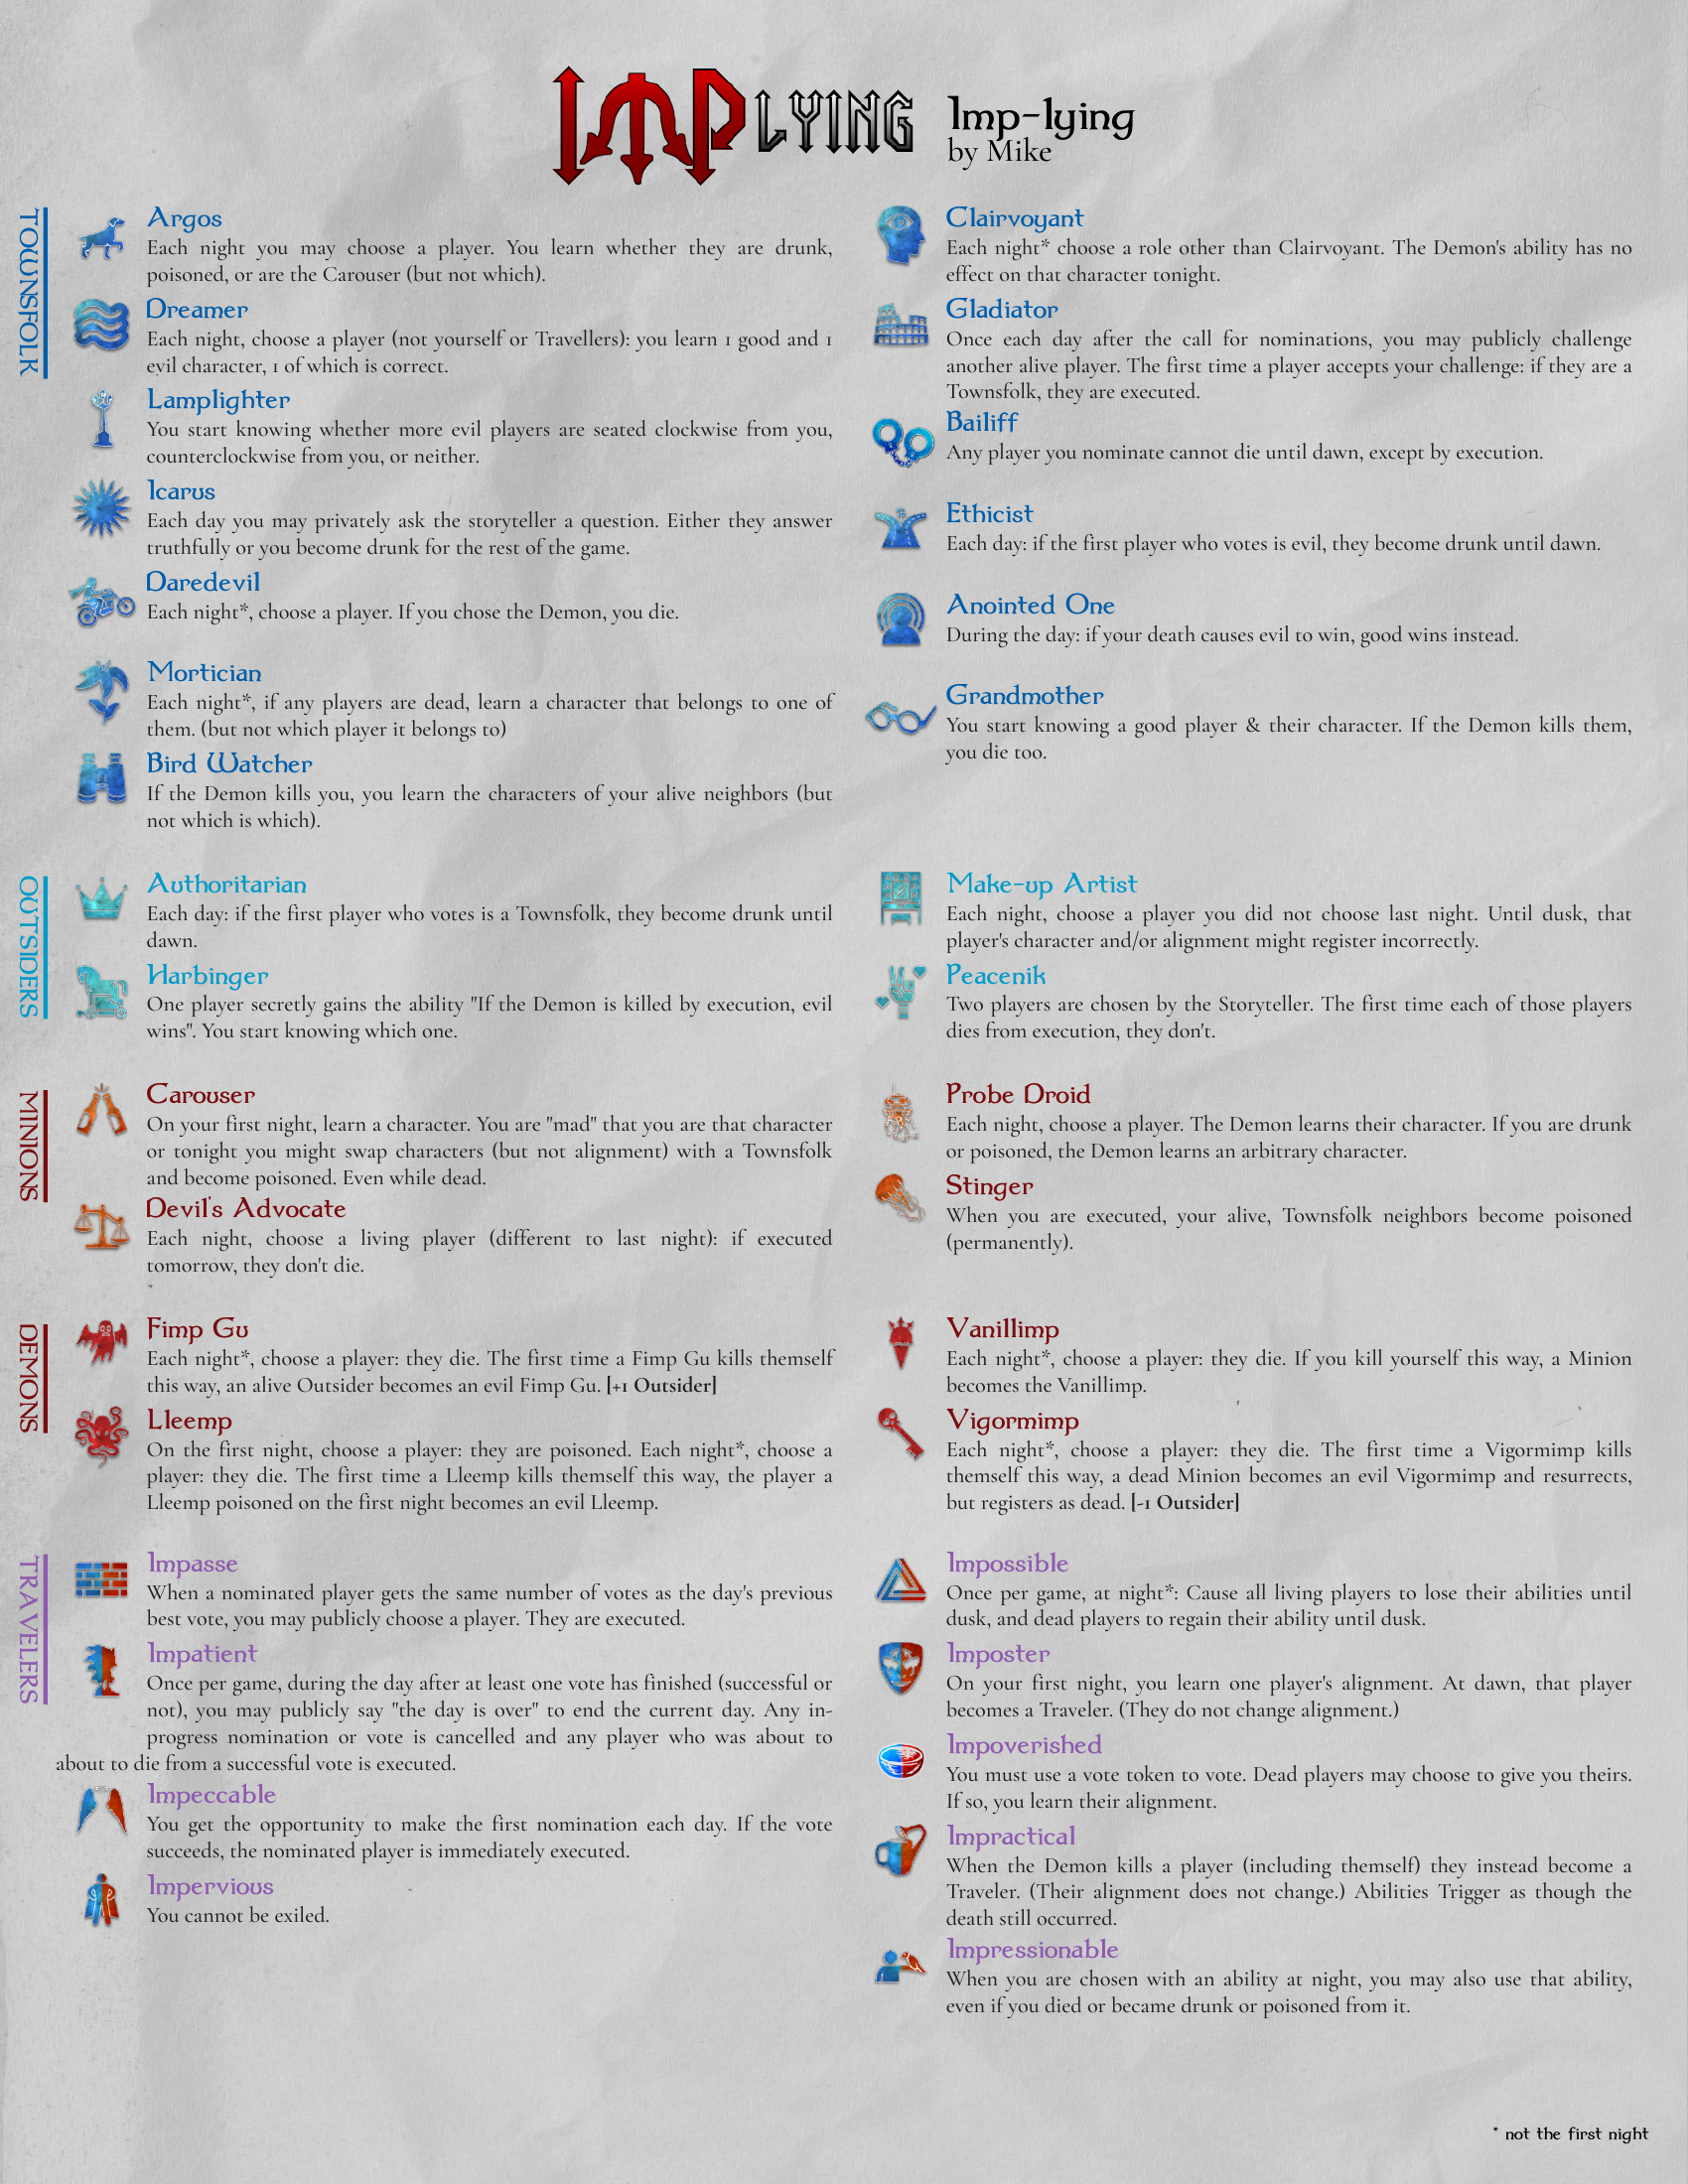 IMPLYING
Imp-lying
by Mike
TOWNSFOLK
Argos
Each night you may choose a player. You learn whether they are drunk,
poisoned, or are the Carouser (but not which).
Dreamer
Each night, choose a player (not yourself or Travellers): you learn 1 good and 1
evil character, 1 of which is correct.
Lamplighter
You start knowing whether more evil players are seated clockwise from you,
counterclockwise from you, or neither.
Icarus
Each day you may privately ask the storyteller a question. Either they answer
truthfully or you become drunk for the rest of the game.
Daredevil
Each night*, choose a player. If you chose the Demon, you die.
Mortician
Each night*, if any players are dead, learn a character that belongs to one of
them. (but not which player it belongs to)
Bird Watcher
If the Demon kills you, you learn the characters of your alive neighbors (but
not which is which).
Clairvoyant
Each night* choose a role other than Clairvoyant. The Demon's ability has no
effect on that character tonight.
Gladiator
Once each day after the call for nominations, you may publicly challenge
another alive player. The first time a player accepts your challenge: if they are a
Townsfolk, they are executed.
Bailiff
Any player you nominate cannot die until dawn, except by execution.
Ethicist
Each day: if the first player who votes is evil, they become drunk until dawn.
Anointed One
During the day: if your death causes evil to win, good wins instead.
Grandmother
You start knowing a good player & their character. If the Demon kills them,
you die too.
OUTSIDERS
Authoritarian
Each day: if the first player who votes is a Townsfolk, they become drunk until
dawn.
Harbinger
One player secretly gains the ability "If the Demon is killed by execution, evil
wins". You start knowing which one.
Make-up Artist
Each night, choose a player you did not choose last night. Until dusk, that
player's character and/or alignment might register incorrectly.
Peacenik
Two players are chosen by the Storyteller. The first time each of those players
dies from execution, they don't.
MINIONS
Carouser
On your first night, learn a character. You are "mad" that you are that character
or tonight you might swap characters (but not alignment) with a Townsfolk
and become poisoned. Even while dead.
Devil's Advocate
Each night, choose a living player (different to last night): if executed
tomorrow, they don't die.
Probe Droid
Each night, choose a player. The Demon learns their character. If you are drunk
or poisoned, the Demon learns an arbitrary character.
Stinger
When you are executed, your alive, Townsfolk neighbors become poisoned
(permanently).
DEMONS
Fimp Gu
Each night*, choose a player: they die. The first time a Fimp Gu kills themself
this way, an alive Outsider becomes an evil Fimp Gu. [+1 Outsider]
Lleemp
On the first night, choose a player: they are poisoned. Each night*, choose a
player: they die. The first time a Lleemp kills themself this way, the player a
Lleemp poisoned on the first night becomes an evil Lleemp.
Vanillimp
Each night*, choose a player: they die. If you kill yourself this way, a Minion
becomes the Vanillimp.
Vigormimp
Each night*, choose a player: they die. The first time a Vigormimp kills
themself this way, a dead Minion becomes an evil Vigormimp and resurrects,
but registers as dead. [-1 Outsider]
TRAVELERS
Impasse
When a nominated player gets the same number of votes as the day's previous
best vote, you may publicly choose a player. They are executed.
Impatient
Once per game, during the day after at least one vote has finished (successful or
not), you may publicly say "the day is over" to end the current day. Any in-
progress nomination or vote is cancelled and any player who was about to
about to die from a successful vote is executed.
Impeccable
You get the opportunity to make the first nomination each day. If the vote
succeeds, the nominated player is immediately executed.
Impervious
You cannot be exiled.
Impossible
Once per game, at night*: Cause all living players to lose their abilities until
dusk, and dead players to regain their ability until dusk.
Imposter
On your first night, you learn one player's alignment. At dawn, that player
becomes a Traveler. (They do not change alignment.)
Impoverished
You must use a vote token to vote. Dead players may choose to give you theirs.
If so, you learn their alignment.
Impractical
When the Demon kills a player (including themself) they instead become a
Traveler. (Their alignment does not change.) Abilities Trigger as though the
death still occurred.
Impressionable
When you are chosen with an ability at night, you may also use that ability,
even if you died or became drunk or poisoned from it.
* not the first night